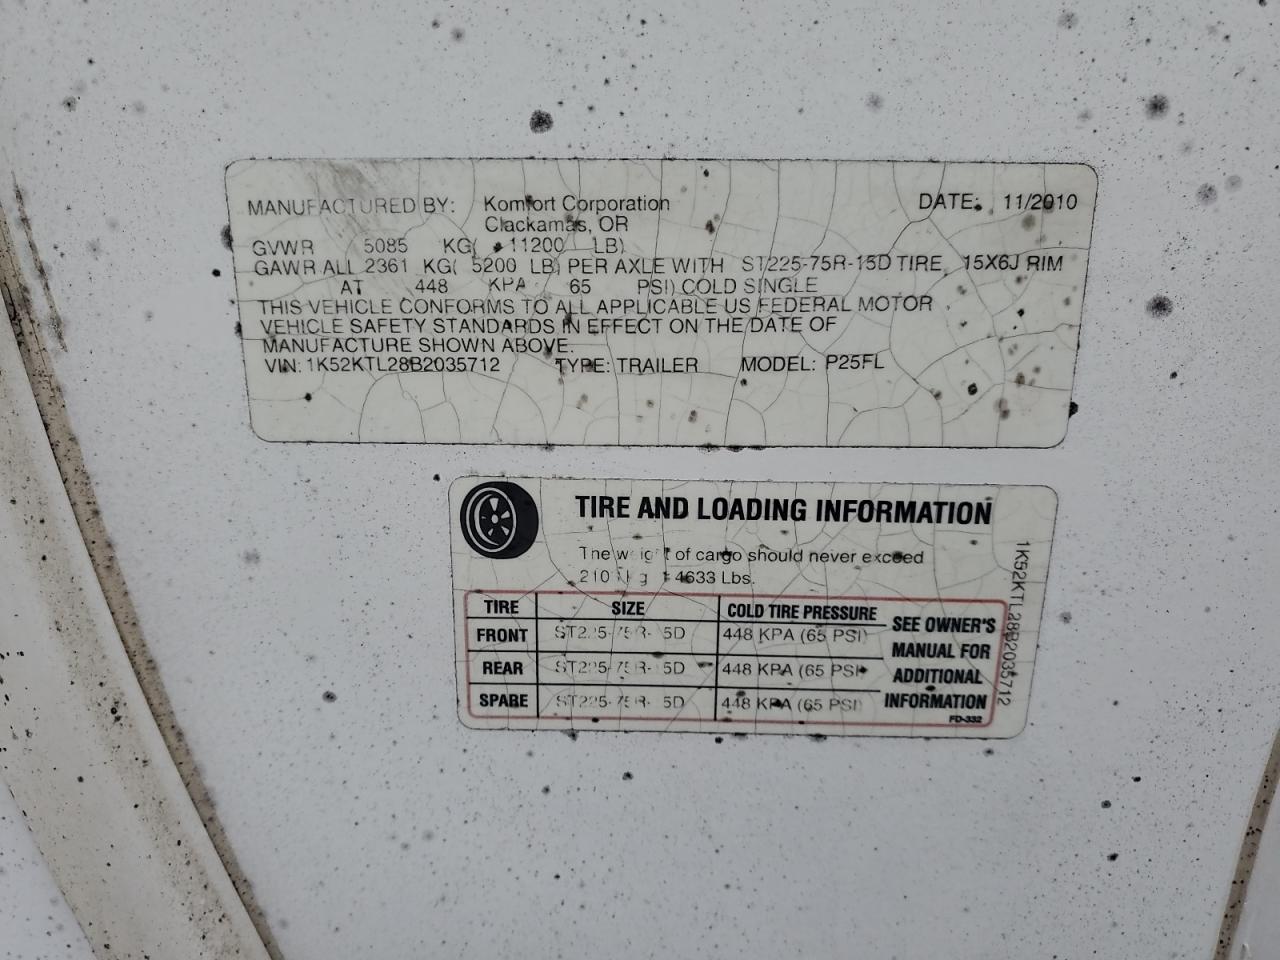 MANUFACTURED BY: Komfort Corporation DATE: 11/2010
Clackamas, OR
GVWR 5085 KG( 11200 LB)
GAWR ALL 2361 KG( 5200 LB) PER AXLE WITH ST225-75R-15D TIRE, 15X6J RIM
AT 448 KPA 65 PSI) COLD SINGLE
THIS VEHICLE CONFORMS TO ALL APPLICABLE US FEDERAL MOTOR
VEHICLE SAFETY STANDARDS IN EFFECT ON THE DATE OF
MANUFACTURE SHOWN ABOVE.
VIN: 1K52KTL28B2035712 TYPE: TRAILER MODEL: P25FL
TIRE AND LOADING INFORMATION
The weight of cargo should never exceed
4633 Lbs.
TIRE SIZE COLD TIRE PRESSURE
FRONT 448 KPA (65 PSI)
REAR 448 KPA (65 PSI)
SPARE 448 KPA (65 PSI)
SEE OWNER'S
MANUAL FOR
ADDITIONAL
INFORMATION
FD-332
1K52KTL28B2035712